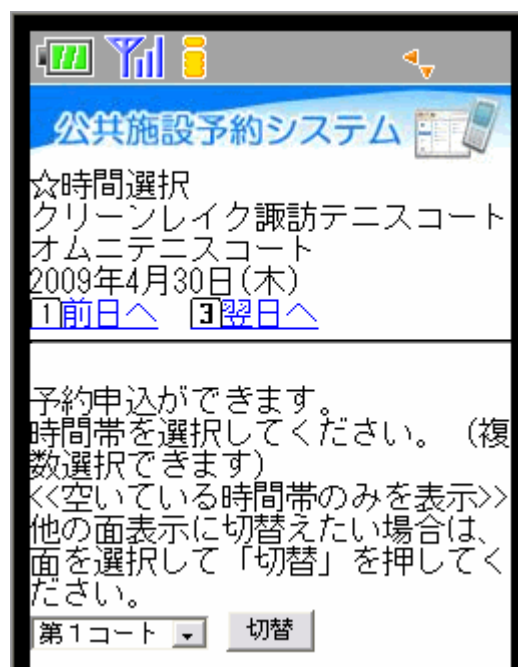 公共施設予約システム
☆時間選択
クリーンレイク諏訪テニスコート
オムニテニスコート
2009年4月30日(木)
1前日へ 3翌日へ
予約申込ができます。
時間帯を選択してください。(複
数選択できます)
<<空いている時間帯のみを表示>>
他の面表示に切替えたい場合は、
面を選択して「切替」を押してく
ださい。
第1コート 切替